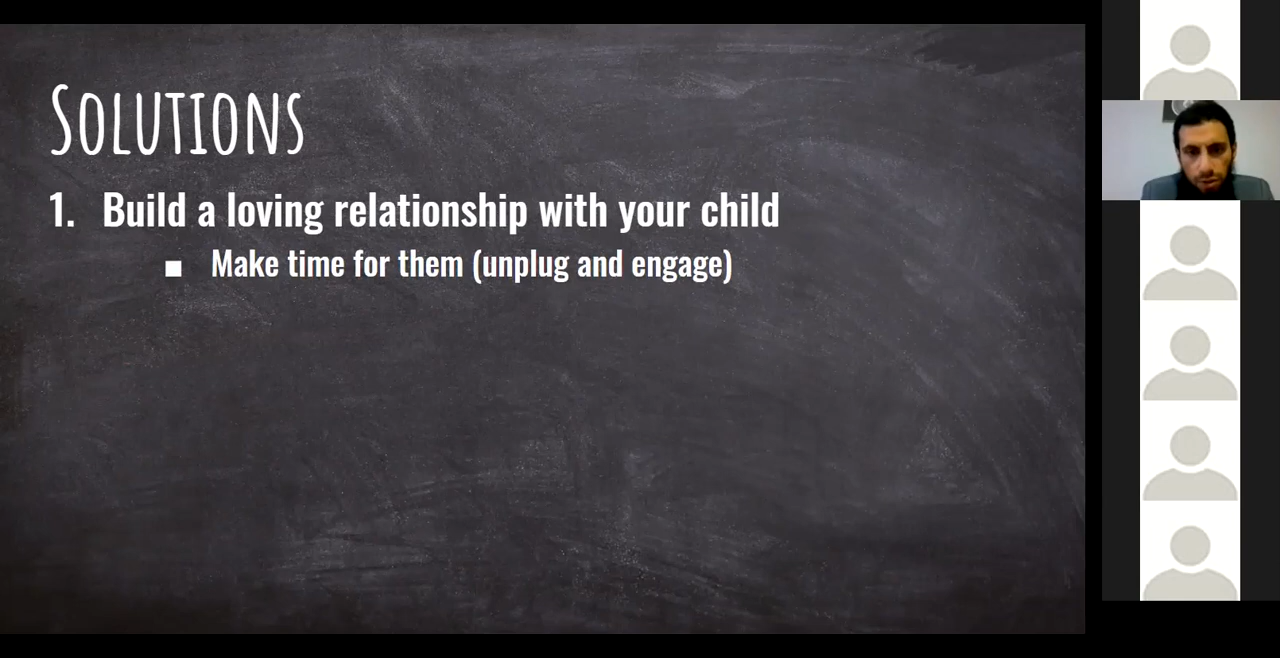 Solutions
1. Build a loving relationship with your child
■ Make time for them (unplug and engage)